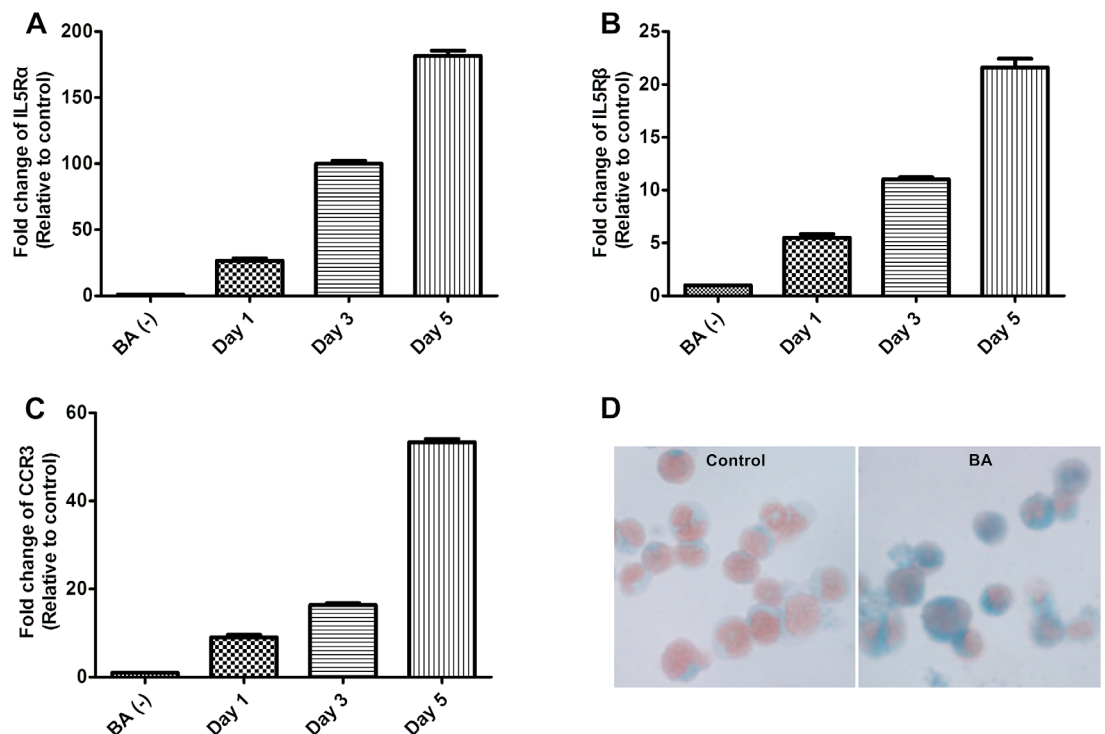 A
Fold change of IL5Rα
(Relative to control)
200
150
100
50
0
BA (-)
Day 1
Day 3
Day 5
B
Fold change of IL5Rβ
(Relative to control)
25
20
15
10
5
0
BA (-)
Day 1
Day 3
Day 5
C
Fold change of CCR3
(Relative to control)
60
40
20
0
BA (-)
Day 1
Day 3
Day 5
D
Control
BA